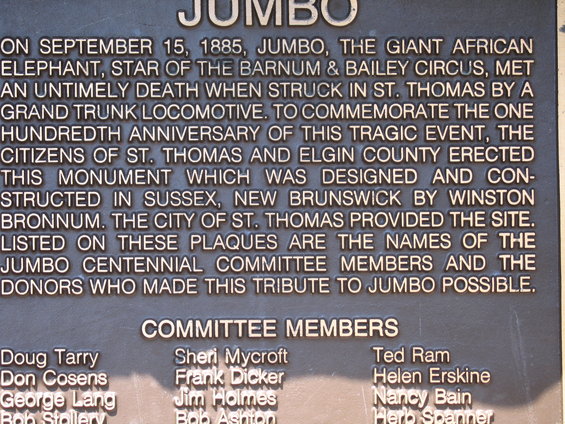 JUMBO
ON SEPTEMBER 15, 1885, JUMBO, THE GIANT AFRICAN
ELEPHANT, STAR OF THE BARNUM & BAILEY CIRCUS, MET
AN UNTIMELY DEATH WHEN STRUCK IN ST. THOMAS BY A
GRAND TRUNK LOCOMOTIVE. TO COMMEMORATE THE ONE
HUNDREDTH ANNIVERSARY OF THIS TRAGIC EVENT, THE
CITIZENS OF ST. THOMAS AND ELGIN COUNTY ERECTED
THIS MONUMENT WHICH WAS DESIGNED AND CON-
STRUCTED IN SUSSEX, NEW BRUNSWICK BY WINSTON
BRONNUM. THE CITY OF ST. THOMAS PROVIDED THE SITE.
LISTED ON THESE PLAQUES ARE THE NAMES OF THE
JUMBO CENTENNIAL COMMITTEE MEMBERS AND THE
DONORS WHO MADE THIS TRIBUTE TO JUMBO POSSIBLE.
COMMITTEE MEMBERS
Doug Tarry Sheri Mycroft Ted Ram
Don Cosens Frank Dicker Helen Erskine
George Lang Jim Holmes Nancy Bain
Bob Stollery Bob Ashton Herb Spanner